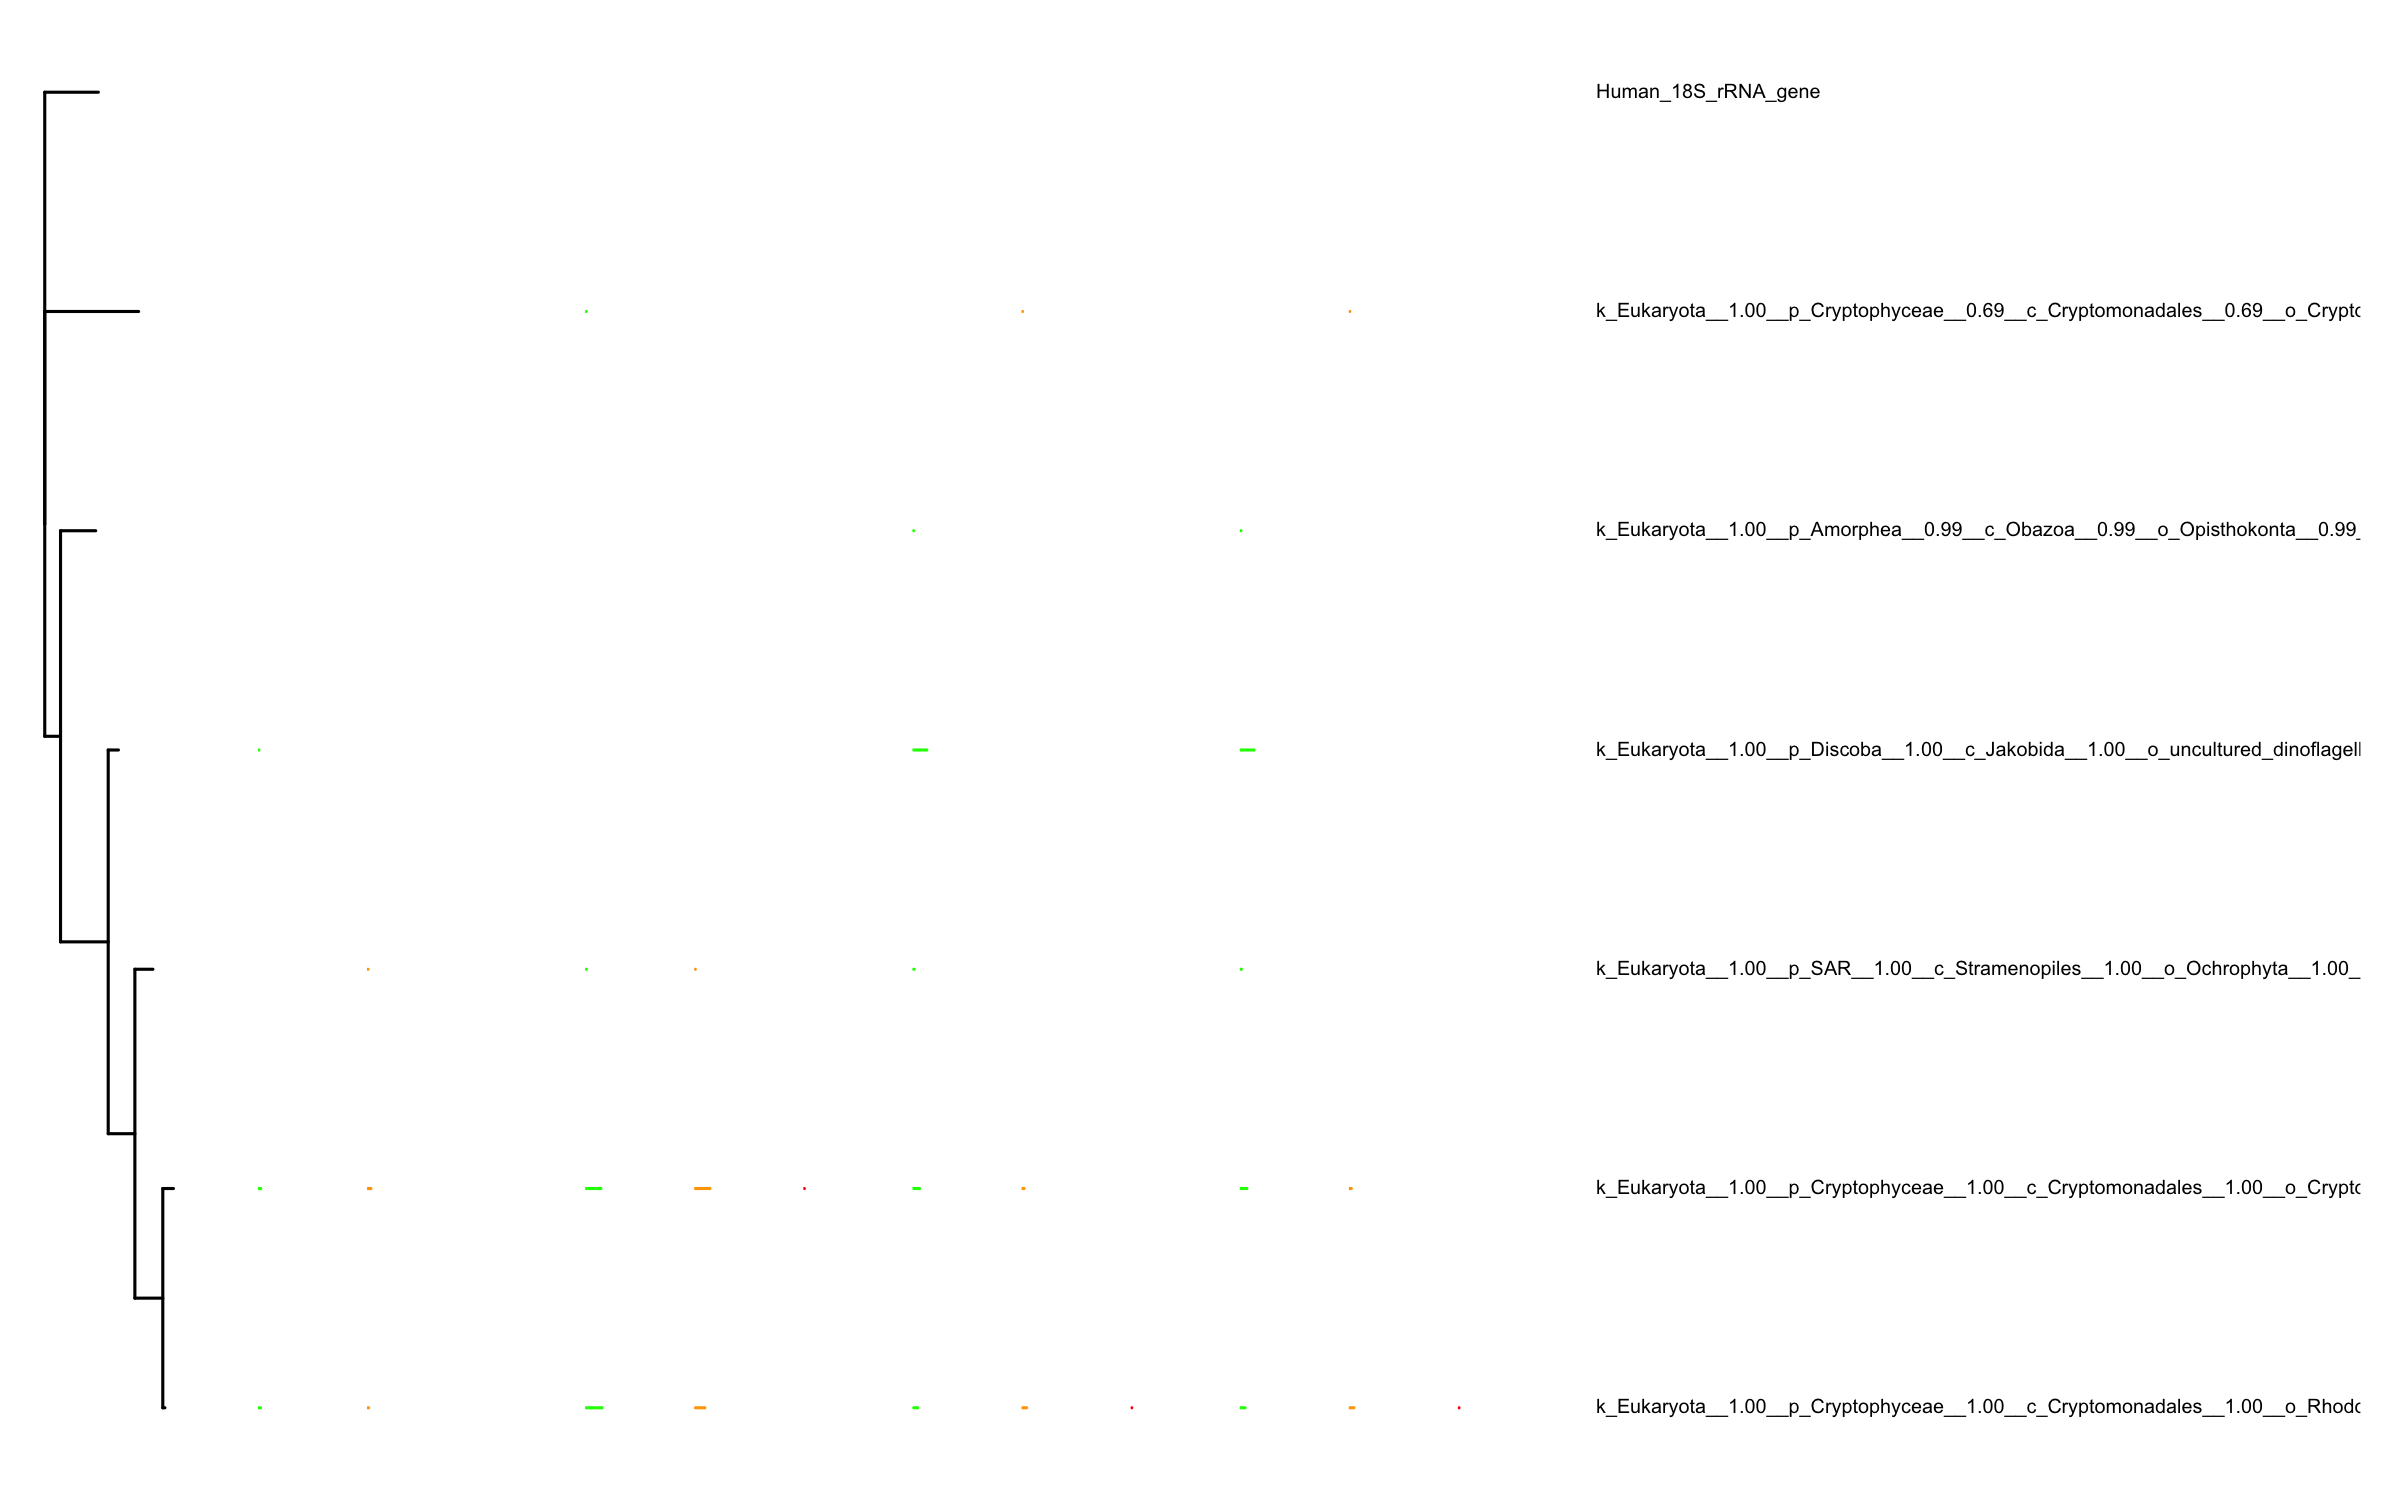 Human_18S_rRNA_gene
k_Eukaryota__1.00__p_Cryptophyceae__0.69__c_Cryptomonadales__0.69__o_Crypto
k_Eukaryota__1.00__p_Amorphea__0.99__c_Obazoa__0.99__o_Opisthokonta__0.99_
k_Eukaryota__1.00__p_Discoba__1.00__c_Jakobida__1.00__o_uncultured_dinoflagell
k_Eukaryota__1.00__p_SAR__1.00__c_Stramenopiles__1.00__o_Ochrophyta__1.00_
k_Eukaryota__1.00__p_Cryptophyceae__1.00__c_Cryptomonadales__1.00__o_Crypto
k_Eukaryota__1.00__p_Cryptophyceae__1.00__c_Cryptomonadales__1.00__o_Rhodo